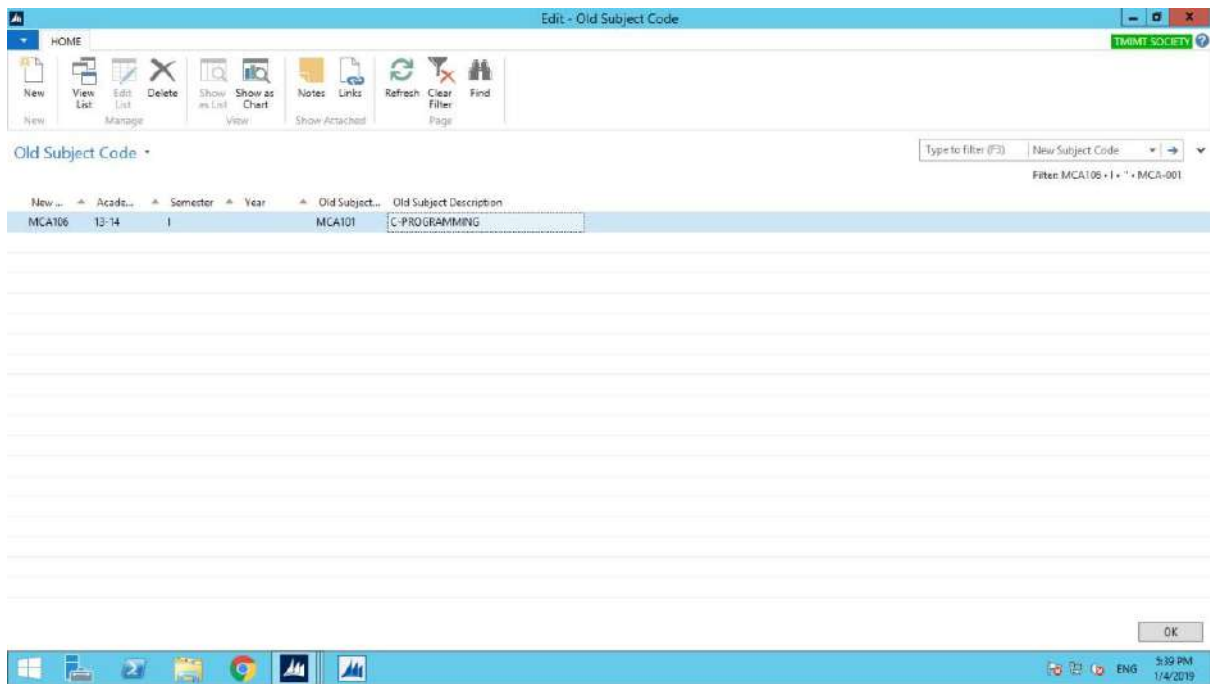 Edit - Old Subject Code
HOME
TMIMT SOCIETY
New View List Edit List Delete Show as List Show as Chart Notes Links Refresh Clear Filter Find
New Manage View Show Attached Page
Old Subject Code
Type to filter (F3) New Subject Code
Filter: MCA106 • I • '' • MCA-001
New ... Acade... Semester Year Old Subject... Old Subject Description
MCA106 13-14 I MCA101 C-PROGRAMMING
OK
ENG 5:39 PM
1/4/2019